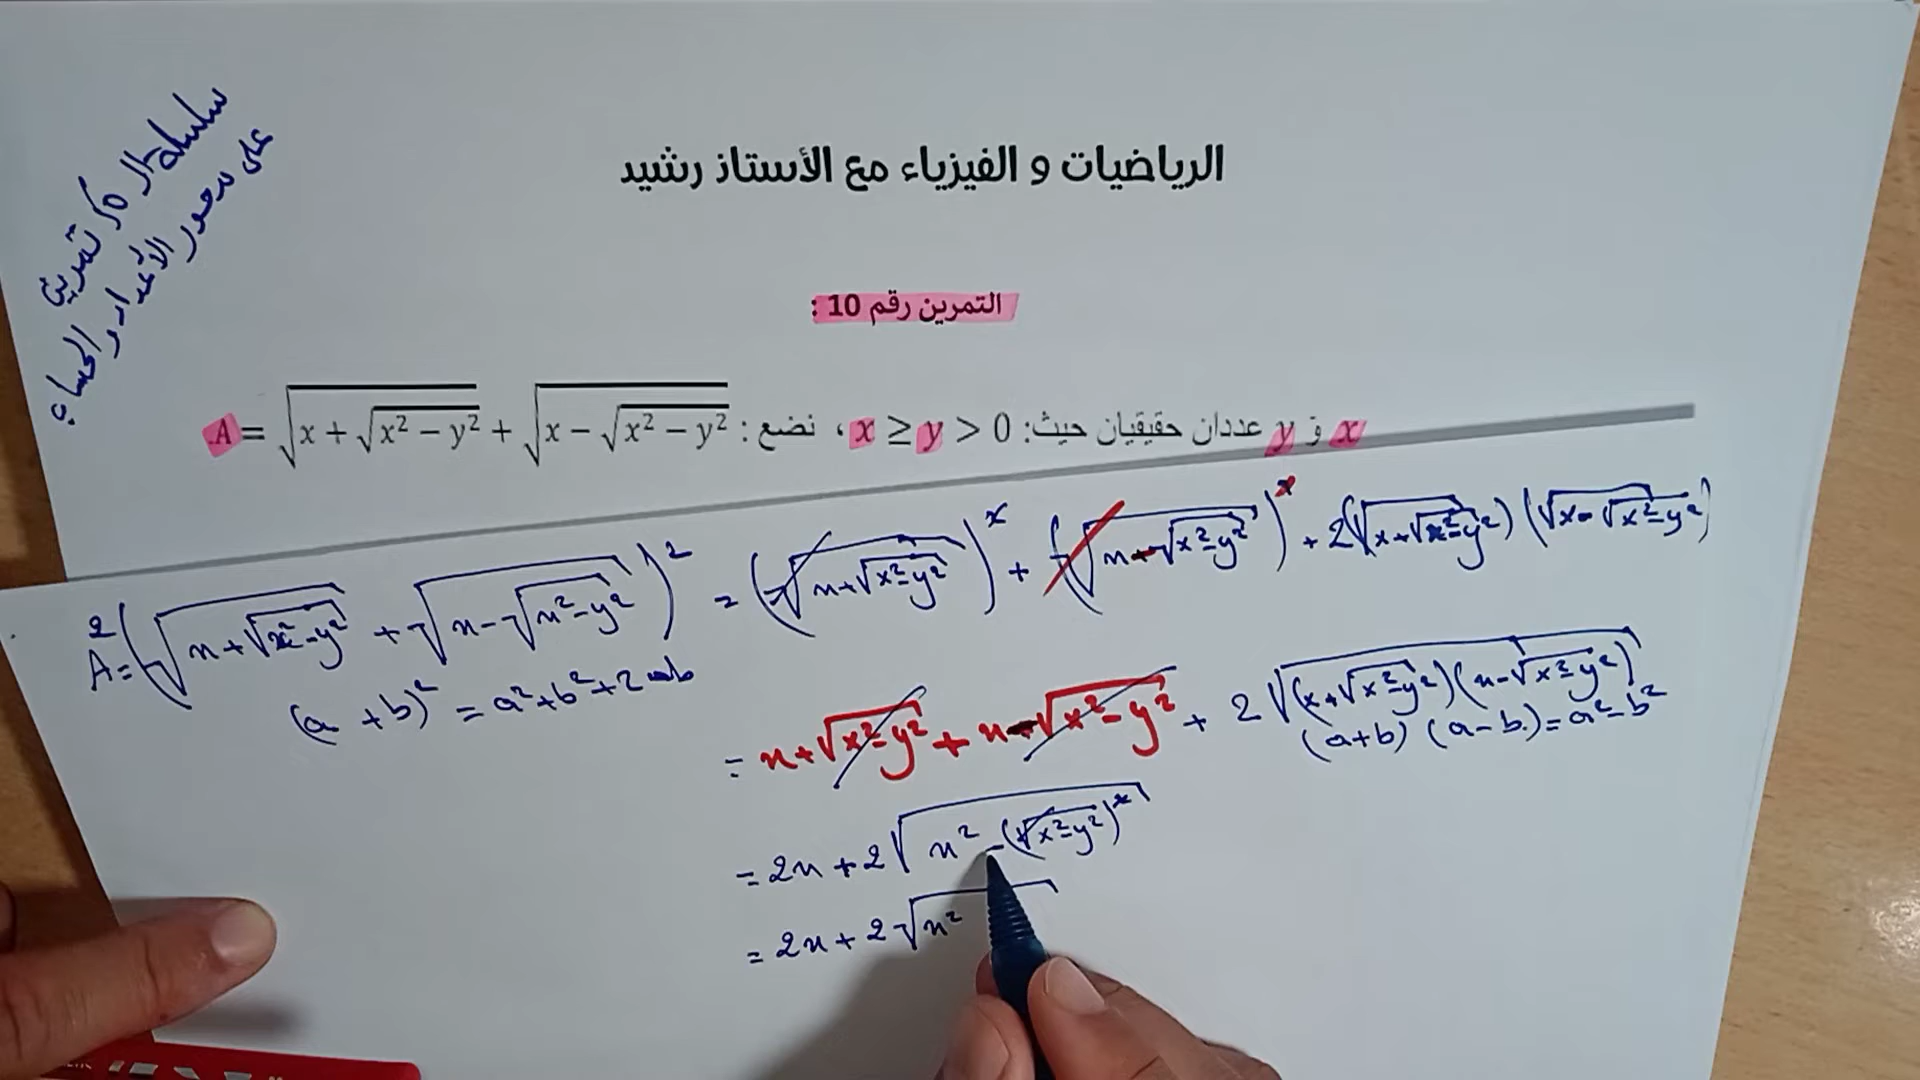 سلسلة الـ 50 تمرين
على محور الأعداد و الحساب
الرياضيات و الفيزياء مع الأستاذ رشيد
التمرين رقم 10 :
x و y عددان حقيقيان حيث: x ≥ y > 0 ، نضع : A = √(x + √(x² − y²)) + √(x − √(x² − y²))
A² = (√(x+√(x²-y²)) + √(x-√(x²-y²)))² = (√(x+√(x²-y²)))² + (√(x-√(x²-y²)))² + 2(√(x+√(x²-y²)))(√(x-√(x²-y²)))
(a+b)² = a²+b²+2ab
= x+√(x²-y²) + x-√(x²-y²) + 2√((x+√(x²-y²))(x-√(x²-y²)))
(a+b)(a-b) = a²-b²
= 2x+2√(x²-(√(x²-y²))²)
= 2x+2√(x²